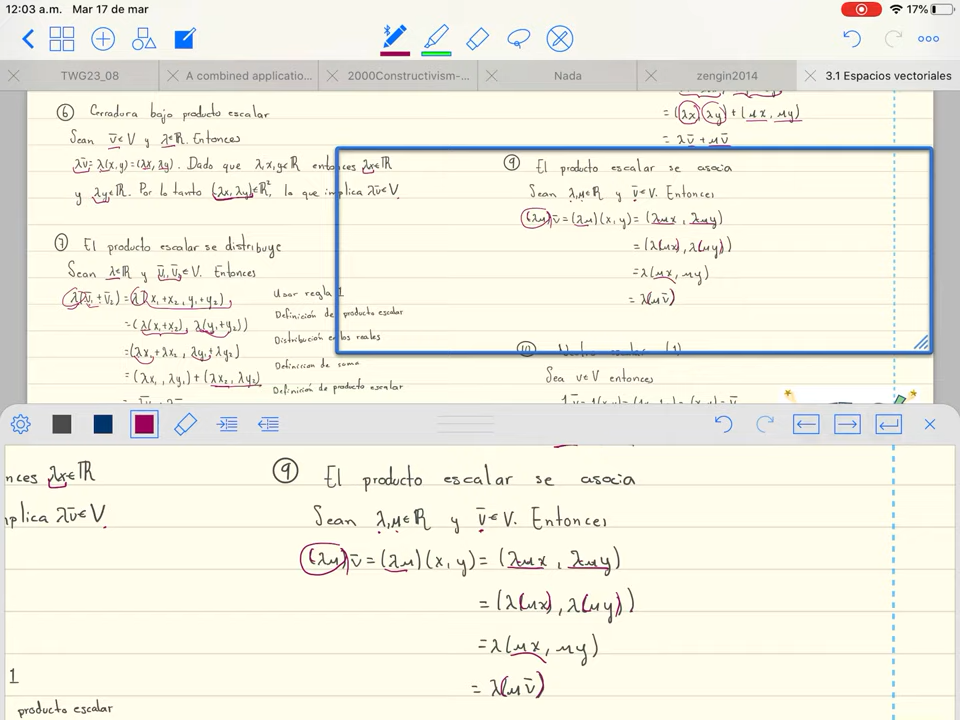 12:03 a.m. Mar 17 de mar
17%
TWG23_08
A combined applicatio...
2000Constructivism-...
Nada
zengin2014
3.1 Espacios vectoriales
⑥ Cerradura bajo producto escalar
Sean v̄∈V y λ∈ℝ. Entonces
λv̄=λ(x,y)=(λx,λy). Dado que λ,x,y∈ℝ entonces λx∈ℝ
y λy∈ℝ. Por lo tanto (λx,λy)∈ℝ², lo que implica λv̄∈V.
⑦ El producto escalar se distribuye
Sean λ∈ℝ y v̄₁,v̄₂∈V. Entonces
λ(v̄₁+v̄₂)=λ(x₁+x₂,y₁+y₂) Usar regla 1
=(λ(x₁+x₂),λ(y₁+y₂)) Definición de producto escalar
=(λx₁+λx₂,λy₁+λy₂) Distribución en los reales
=(λx₁,λy₁)+(λx₂,λy₂) Definición de suma
Definición de producto escalar
=(λx,λy)+(μx,μy)
=λv̄+μv̄
⑨ El producto escalar se asocia
Sean λ,μ∈ℝ y v̄∈V. Entonces
(λμ)v̄=(λμ)(x,y)=(λμx,λμy)
=(λ(μx),λ(μy))
=λ(μx,μy)
=λ(μv̄)
Sea v∈V entonces
nces λx∈ℝ
mplica λv̄∈V.
⑨ El producto escalar se asocia
Sean λ,μ∈ℝ y v̄∈V. Entonces
(λμ)v̄=(λμ)(x,y)=(λμx,λμy)
=(λ(μx),λ(μy))
=λ(μx,μy)
=λ(μv̄)
1
producto escalar